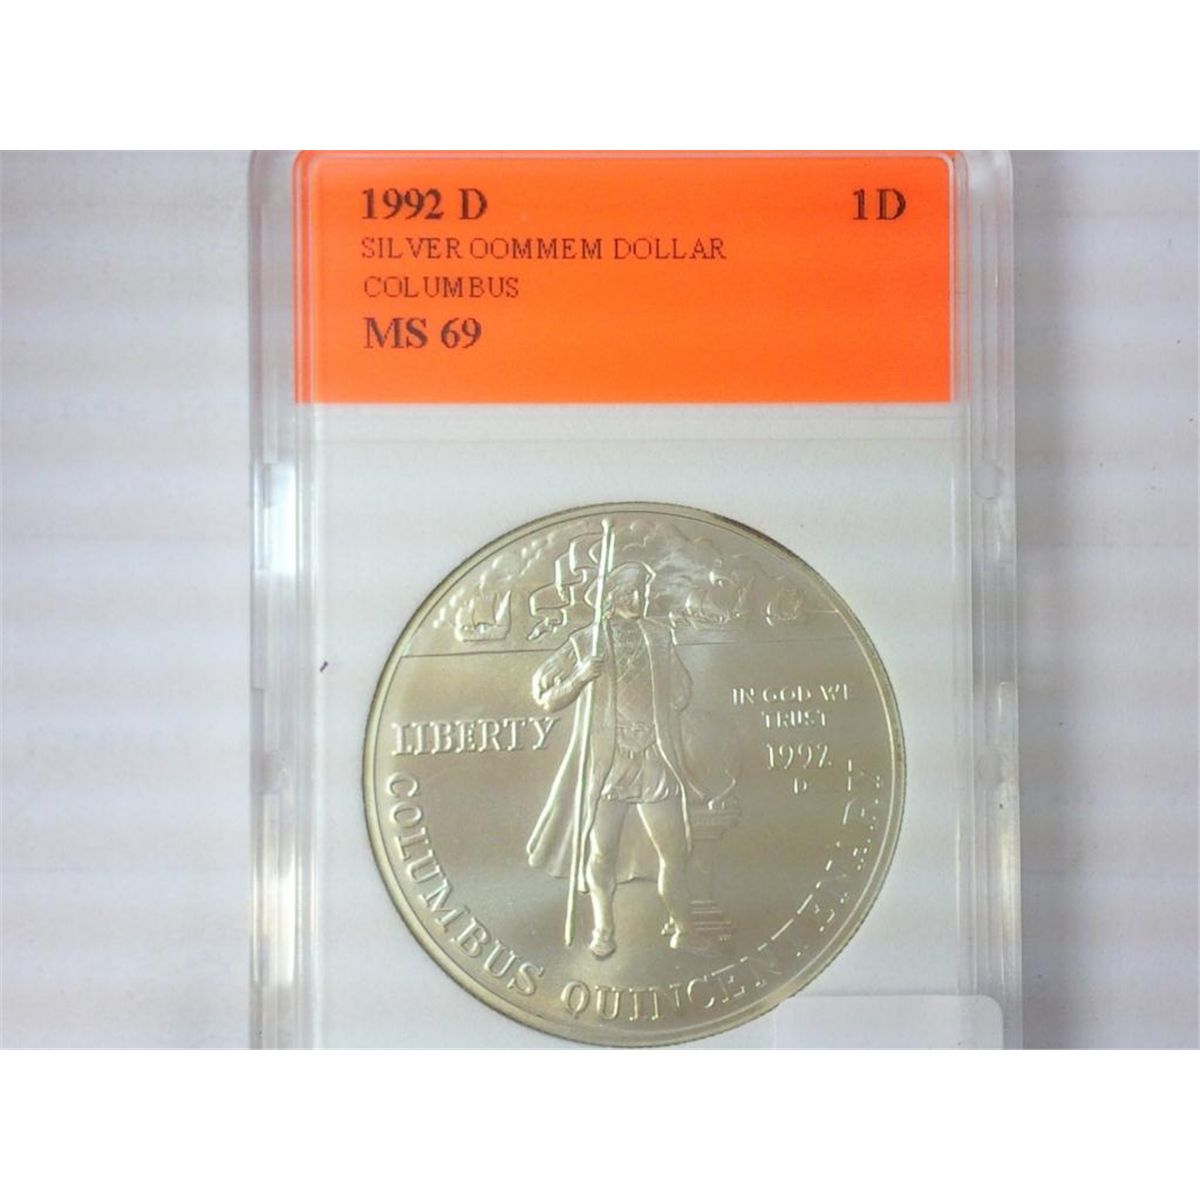 1992 D 1D
SILVER OOMMEM DOLLAR
COLUMBUS
MS 69
LIBERTY
IN GOD WE
TRUST
1992
D
COLUMBUS QUINCENTENARY